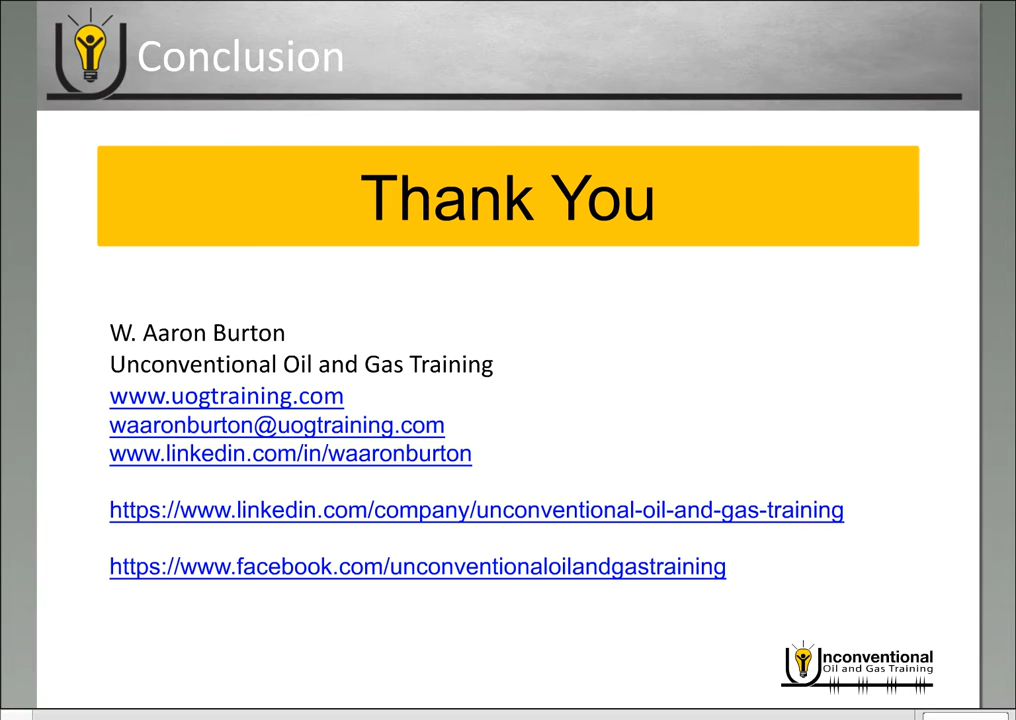 Conclusion
Thank You
W. Aaron Burton
Unconventional Oil and Gas Training
www.uogtraining.com
waaronburton@uogtraining.com
www.linkedin.com/in/waaronburton
https://www.linkedin.com/company/unconventional-oil-and-gas-training
https://www.facebook.com/unconventionaloilandgastraining
Unconventional
Oil and Gas Training